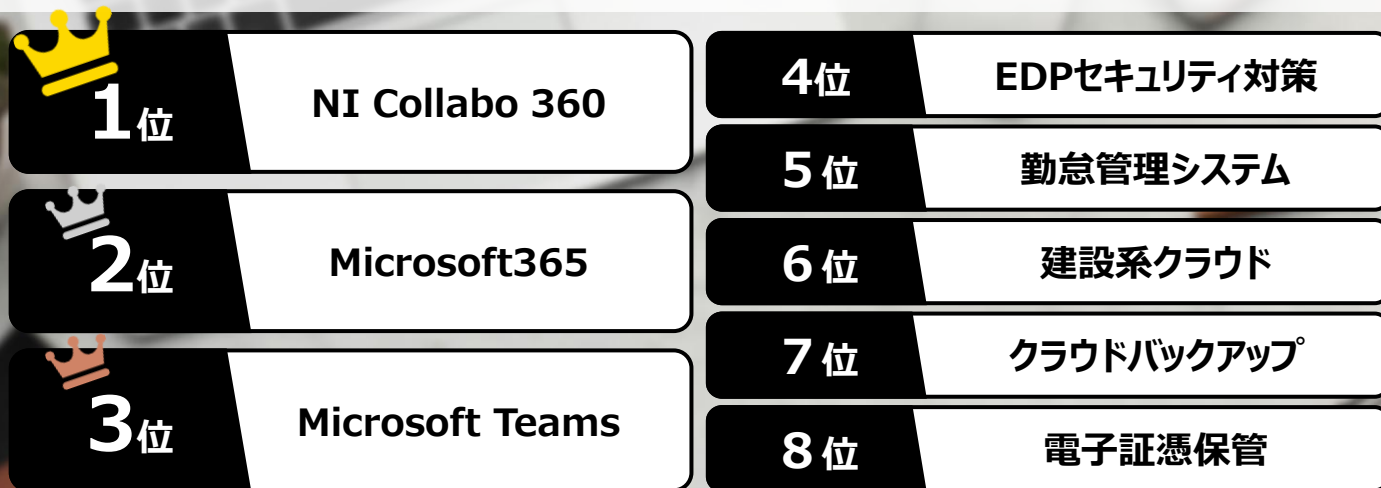 1位
NI Collabo 360
2位
Microsoft365
3位
Microsoft Teams
4位
EDPセキュリティ対策
5位
勤怠管理システム
6位
建設系クラウド
7位
クラウドバックアップ
8位
電子証憑保管